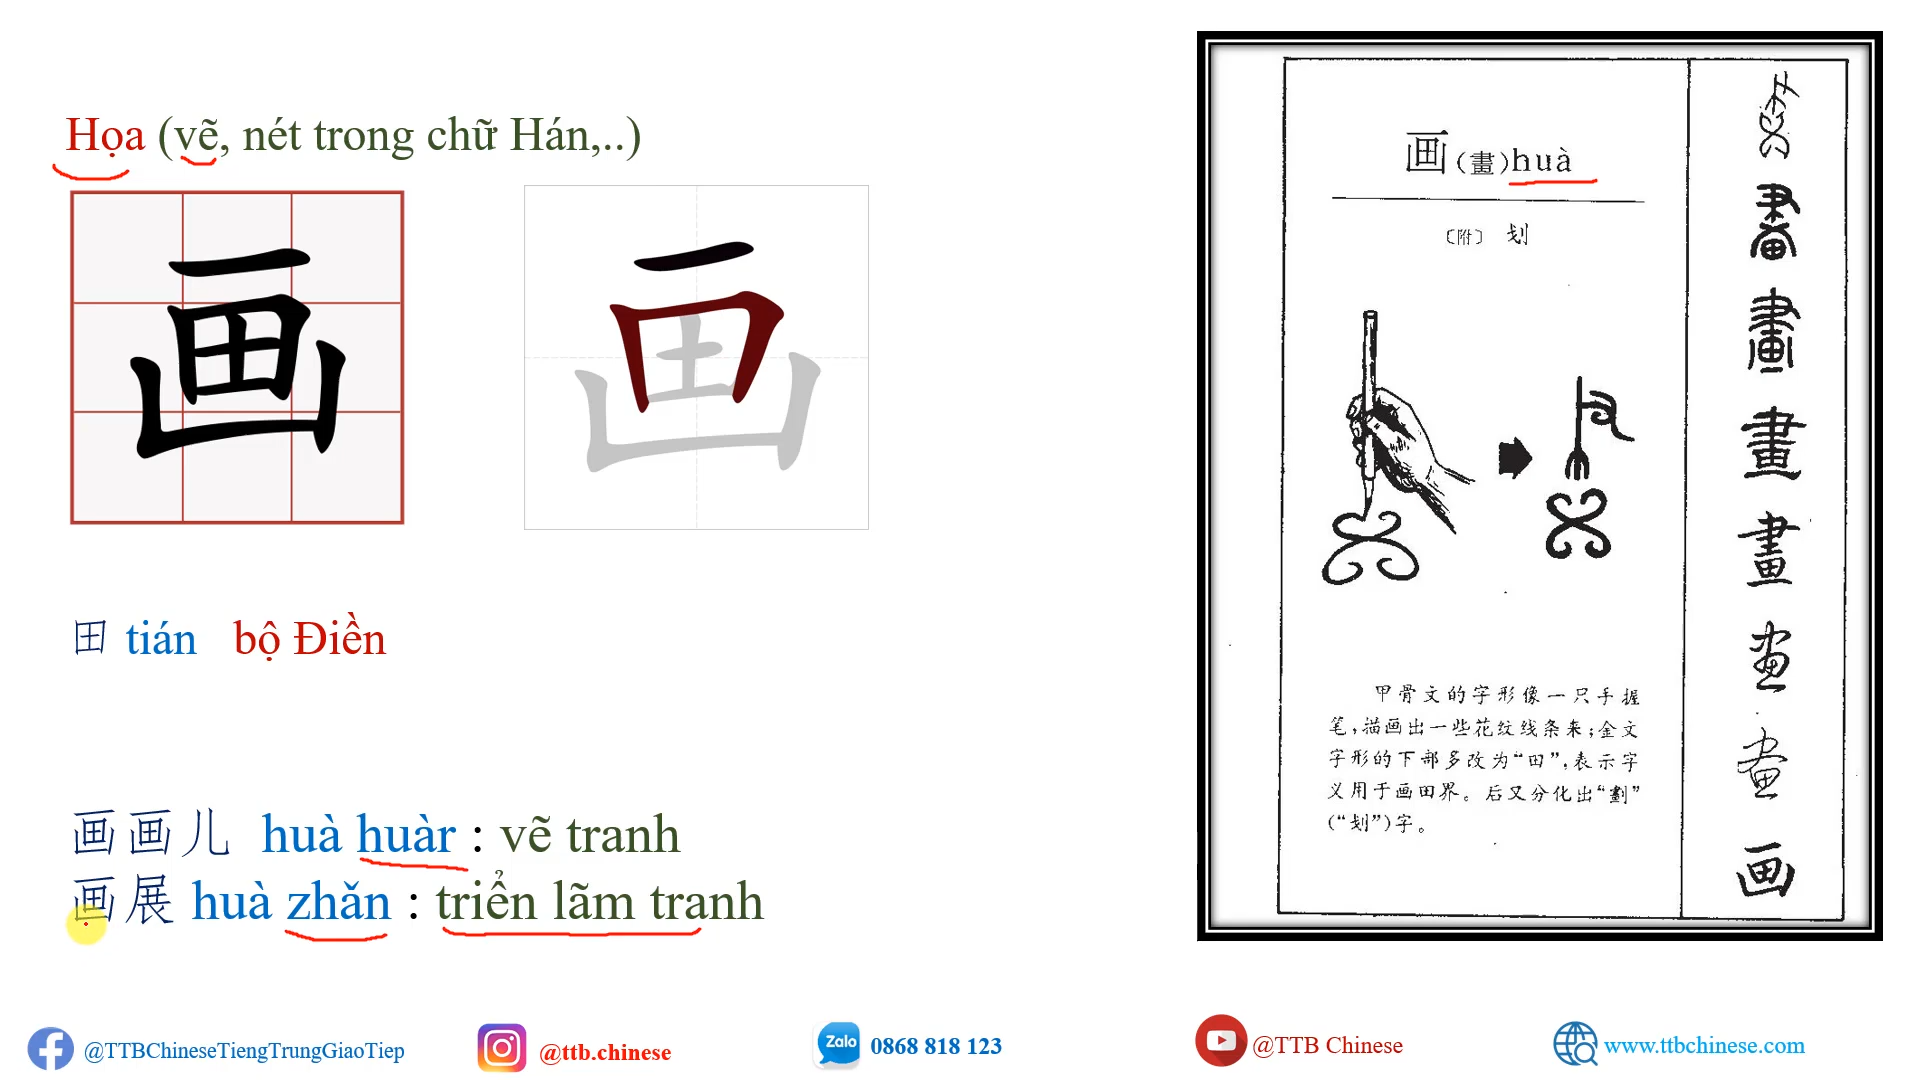 Họa (vẽ, nét trong chữ Hán,..)
画
画
田 tián bộ Điền
画画儿 huà huàr : vẽ tranh
画展 huà zhǎn : triển lãm tranh
画(畫)huà
〔附〕 划
甲骨文的字形像一只手握
笔,描画出一些花纹线条来;金文
字形的下部多改为“田”,表示字
义用于画田界。后又分化出“劃”
(“划”)字。
畫
畫
画
@TTBChineseTiengTrungGiaoTiep
@ttb.chinese
Zalo
0868 818 123
@TTB Chinese
www.ttbchinese.com